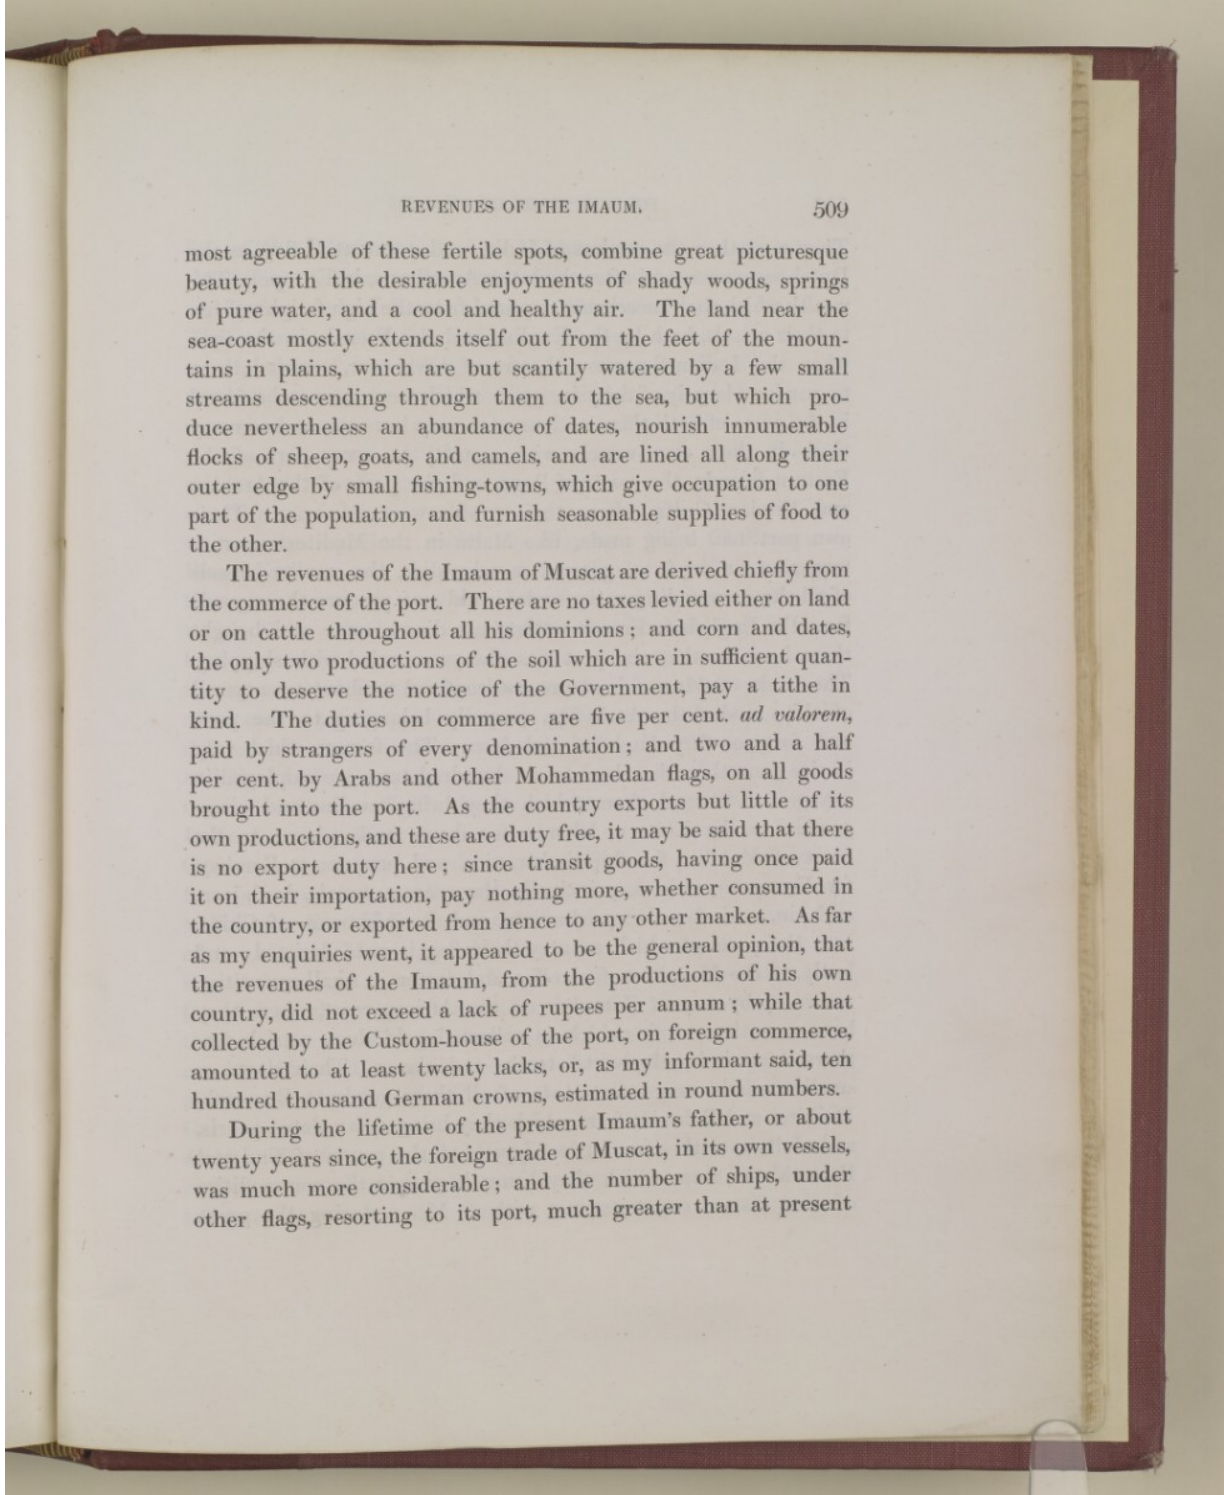 REVENUES OF THE IMAUM. 509
most agreeable of these fertile spots, combine great picturesque
beauty, with the desirable enjoyments of shady woods, springs
of pure water, and a cool and healthy air. The land near the
sea-coast mostly extends itself out from the feet of the moun-
tains in plains, which are but scantily watered by a few small
streams descending through them to the sea, but which pro-
duce nevertheless an abundance of dates, nourish innumerable
flocks of sheep, goats, and camels, and are lined all along their
outer edge by small fishing-towns, which give occupation to one
part of the population, and furnish seasonable supplies of food to
the other.
The revenues of the Imaum of Muscat are derived chiefly from
the commerce of the port. There are no taxes levied either on land
or on cattle throughout all his dominions; and corn and dates,
the only two productions of the soil which are in sufficient quan-
tity to deserve the notice of the Government, pay a tithe in
kind. The duties on commerce are five per cent. ad valorem,
paid by strangers of every denomination; and two and a half
per cent. by Arabs and other Mohammedan flags, on all goods
brought into the port. As the country exports but little of its
own productions, and these are duty free, it may be said that there
is no export duty here; since transit goods, having once paid
it on their importation, pay nothing more, whether consumed in
the country, or exported from hence to any other market. As far
as my enquiries went, it appeared to be the general opinion, that
the revenues of the Imaum, from the productions of his own
country, did not exceed a lack of rupees per annum; while that
collected by the Custom-house of the port, on foreign commerce,
amounted to at least twenty lacks, or, as my informant said, ten
hundred thousand German crowns, estimated in round numbers.
During the lifetime of the present Imaum's father, or about
twenty years since, the foreign trade of Muscat, in its own vessels,
was much more considerable; and the number of ships, under
other flags, resorting to its port, much greater than at present